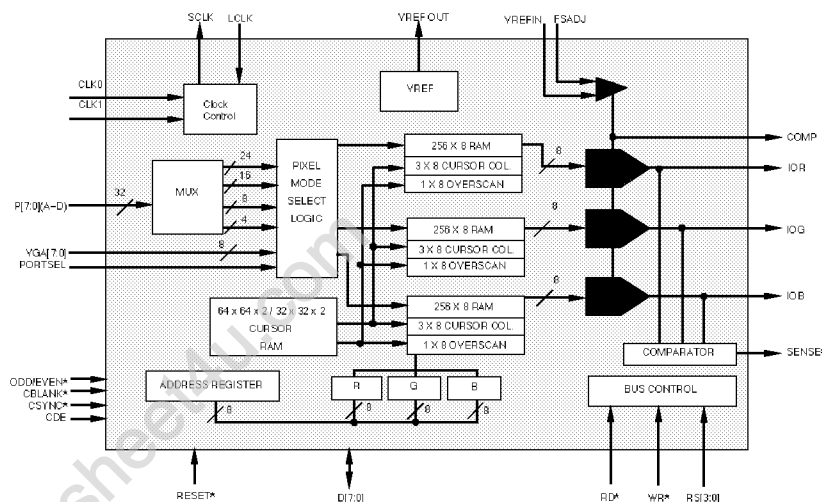 SCLK LCLK VREF OUT VREFIN FSADJ
CLK0
CLK1
Clock
Control
VREF
COMP
256 X 8 RAM
3 X 8 CURSOR COL.
1 X 8 OVERSCAN
8
IOR
MUX
24
16
8
4
PIXEL
MODE
SELECT
LOGIC
P[7:0](A-D)
32
256 X 8 RAM
3 X 8 CURSOR COL.
1 X 8 OVERSCAN
8
IOG
VGA[7:0]
8
PORTSEL
64 x 64 x 2 / 32 x 32 x 2
CURSOR
RAM
256 X 8 RAM
3 X 8 CURSOR COL.
1 X 8 OVERSCAN
8
IOB
COMPARATOR
SENSE*
ODD/EVEN*
CBLANK*
CSYNC*
CDE
ADDRESS REGISTER
8
R
G
B
8
8
8
BUS CONTROL
RESET*
D[7:0]
RD*
WR*
RS[3:0]
sheet4u.com